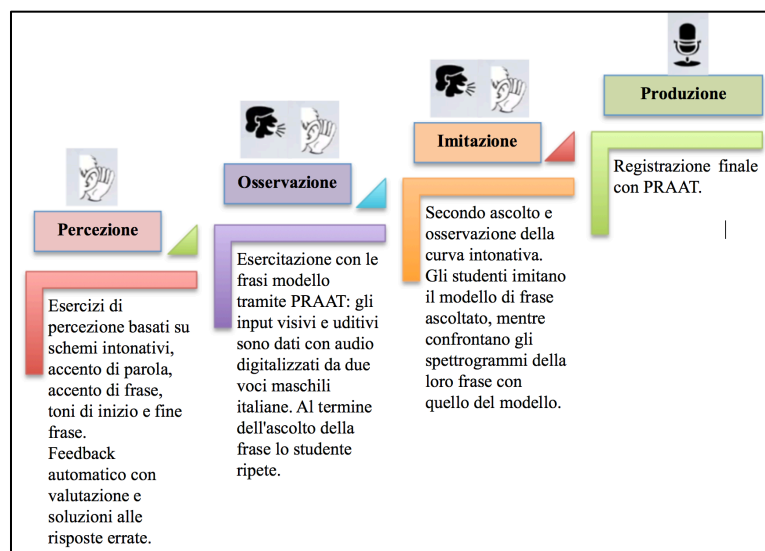 Percezione
Esercizi di
percezione basati su
schemi intonativi,
accento di parola,
accento di frase,
toni di inizio e fine
frase.
Feedback
automatico con
valutazione e
soluzioni alle
risposte errate.
Osservazione
Esercitazione con le
frasi modello
tramite PRAAT: gli
input visivi e uditivi
sono dati con audio
digitalizzati da due
voci maschili
italiane. Al termine
dell'ascolto della
frase lo studente
ripete.
Imitazione
Secondo ascolto e
osservazione della
curva intonativa.
Gli studenti imitano
il modello di frase
ascoltato, mentre
confrontano gli
spettrogrammi della
loro frase con
quello del modello.
Produzione
Registrazione finale
con PRAAT.